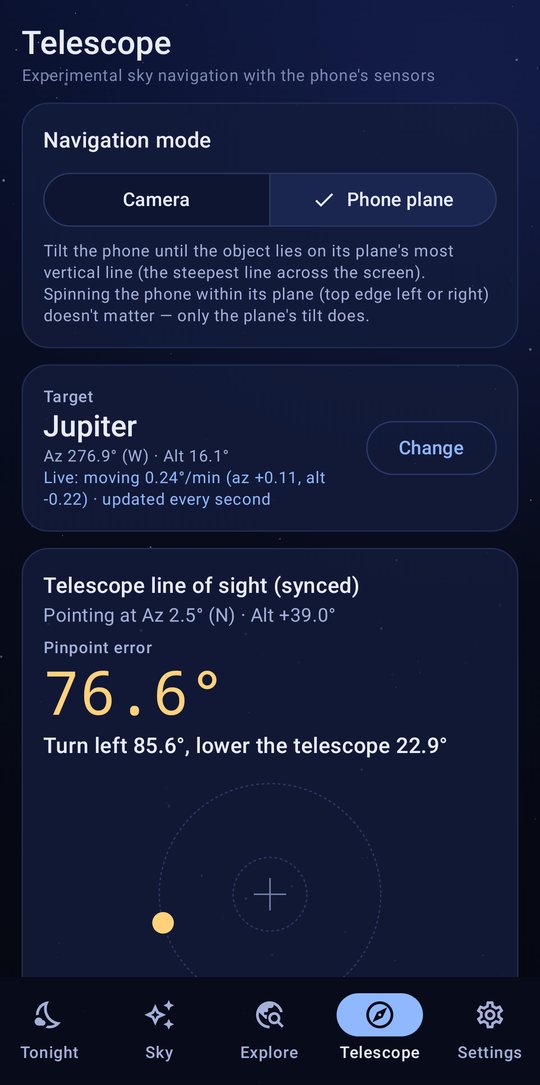 Telescope
Experimental sky navigation with the phone's sensors
Navigation mode
Camera
Phone plane
Tilt the phone until the object lies on its plane's most
vertical line (the steepest line across the screen).
Spinning the phone within its plane (top edge left or right)
doesn't matter — only the plane's tilt does.
Target
Jupiter
Az 276.9° (W) · Alt 16.1°
Live: moving 0.24°/min (az +0.11, alt
-0.22) · updated every second
Change
Telescope line of sight (synced)
Pointing at Az 2.5° (N) · Alt +39.0°
Pinpoint error
76.6°
Turn left 85.6°, lower the telescope 22.9°
Tonight
Sky
Explore
Telescope
Settings